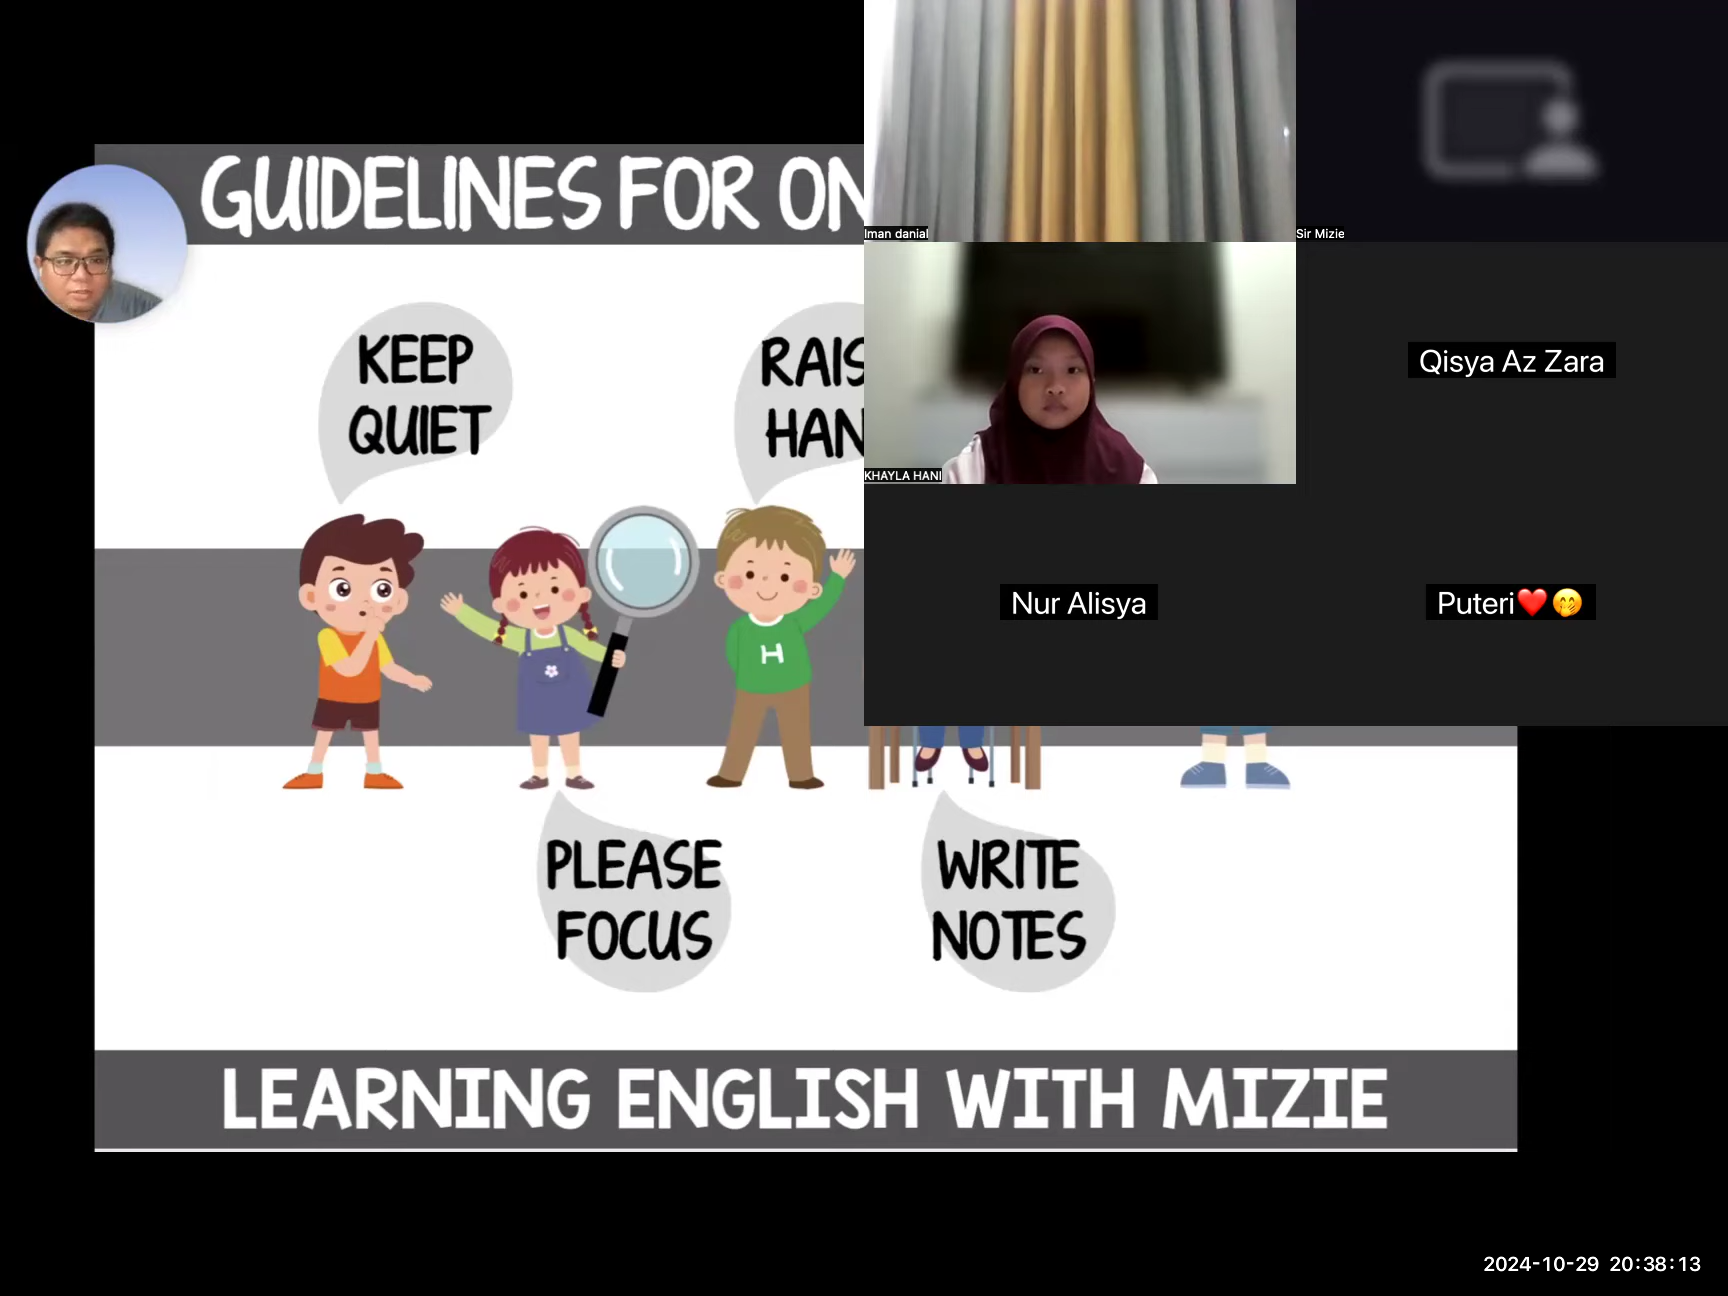 GUIDELINES FOR ON
KEEP
QUIET
RAIS
HAN
H
PLEASE
FOCUS
WRITE
NOTES
LEARNING ENGLISH WITH MIZIE
Iman danial
Sir Mizie
KHAYLA HANI
Qisya Az Zara
Nur Alisya
Puteri❤️🤭
2024-10-29 20:38:13